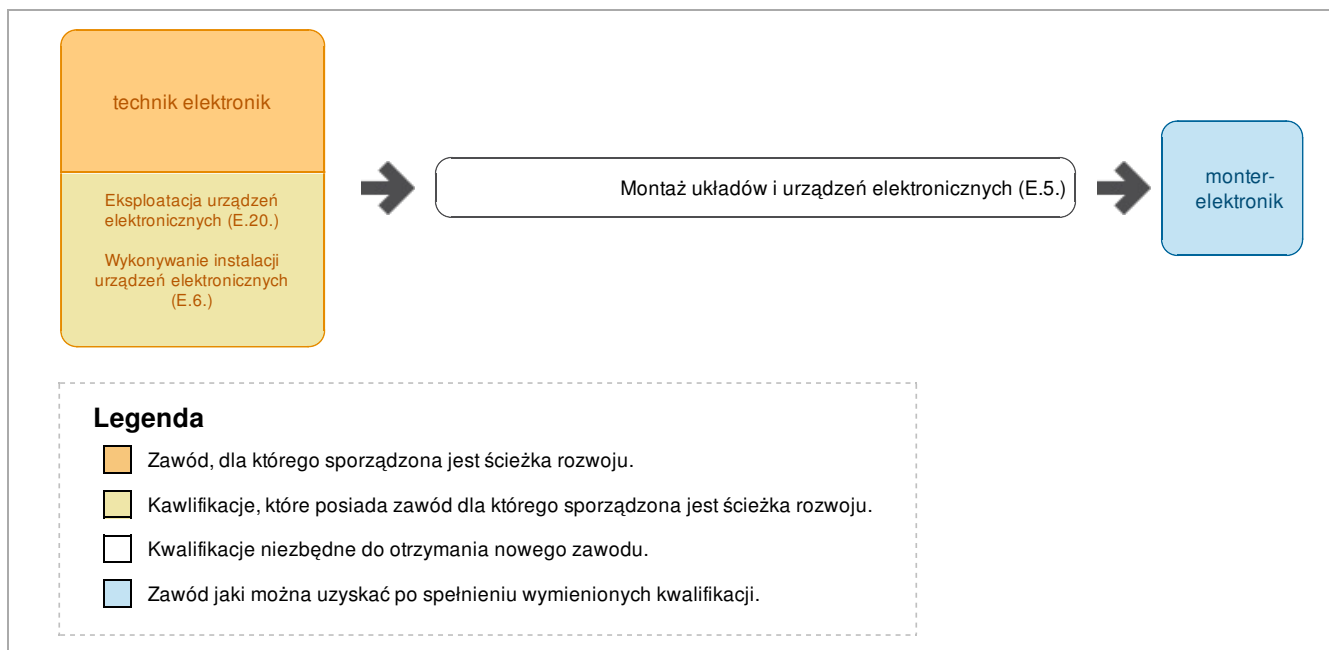 technik elektronik
Eksploatacja urządzeń
elektronicznych (E.20.)
Wykonywanie instalacji
urządzeń elektronicznych
(E.6.)
Montaż układów i urządzeń elektronicznych (E.5.)
monter-
elektronik
Legenda
Zawód, dla którego sporządzona jest ścieżka rozwoju.
Kawlifikacje, które posiada zawód dla którego sporządzona jest ścieżka rozwoju.
Kwalifikacje niezbędne do otrzymania nowego zawodu.
Zawód jaki można uzyskać po spełnieniu wymienionych kwalifikacji.